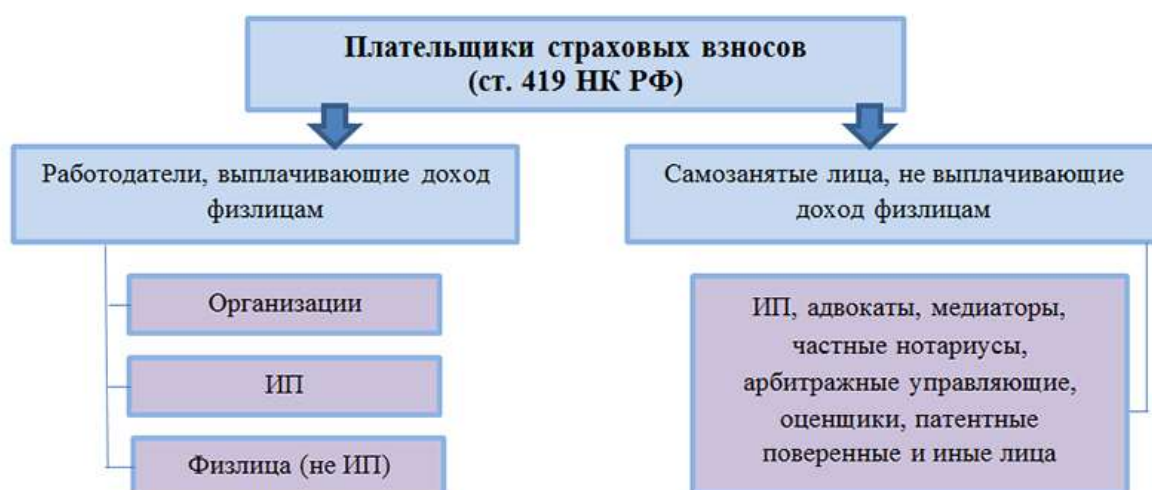 Плательщики страховых взносов
(ст. 419 НК РФ)
Работодатели, выплачивающие доход
физлицам
Организации
ИП
Физлица (не ИП)
Самозанятые лица, не выплачивающие
доход физлицам
ИП, адвокаты, медиаторы,
частные нотариусы,
арбитражные управляющие,
оценщики, патентные
поверенные и иные лица